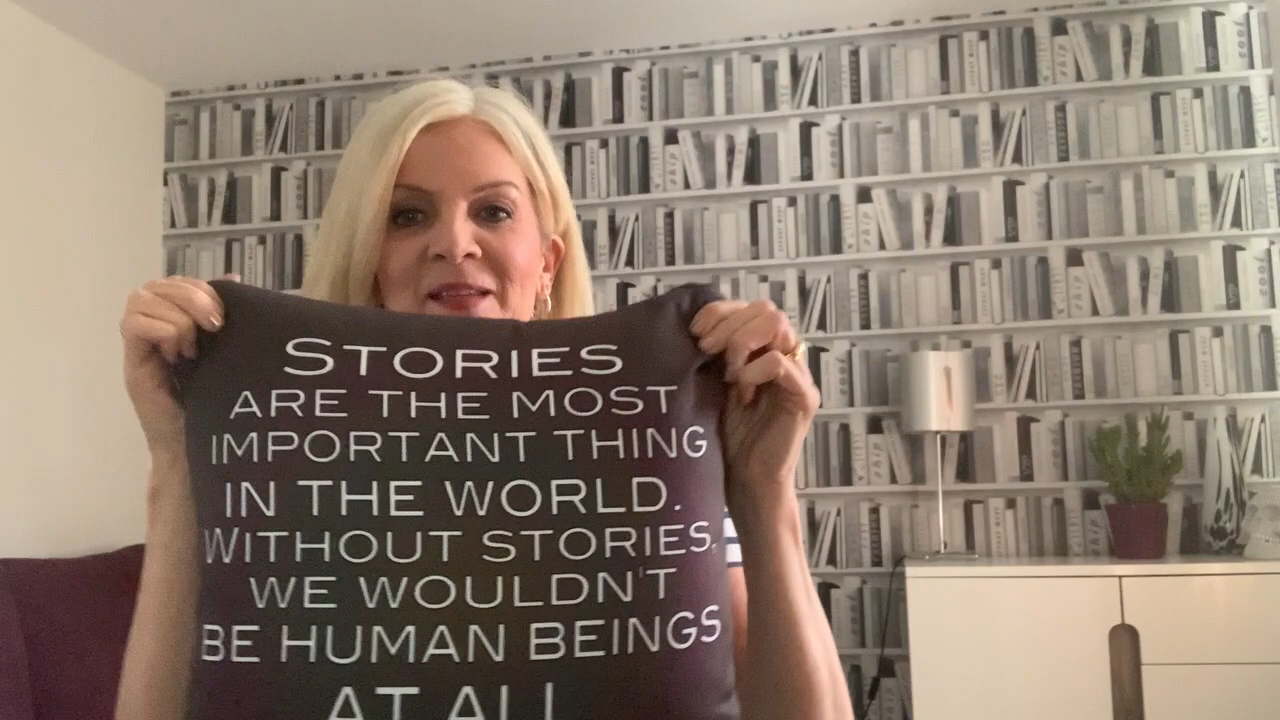 STORIES
ARE THE MOST
IMPORTANT THING
IN THE WORLD.
WITHOUT STORIES,
WE WOULDN'T
BE HUMAN BEINGS
AT ALL